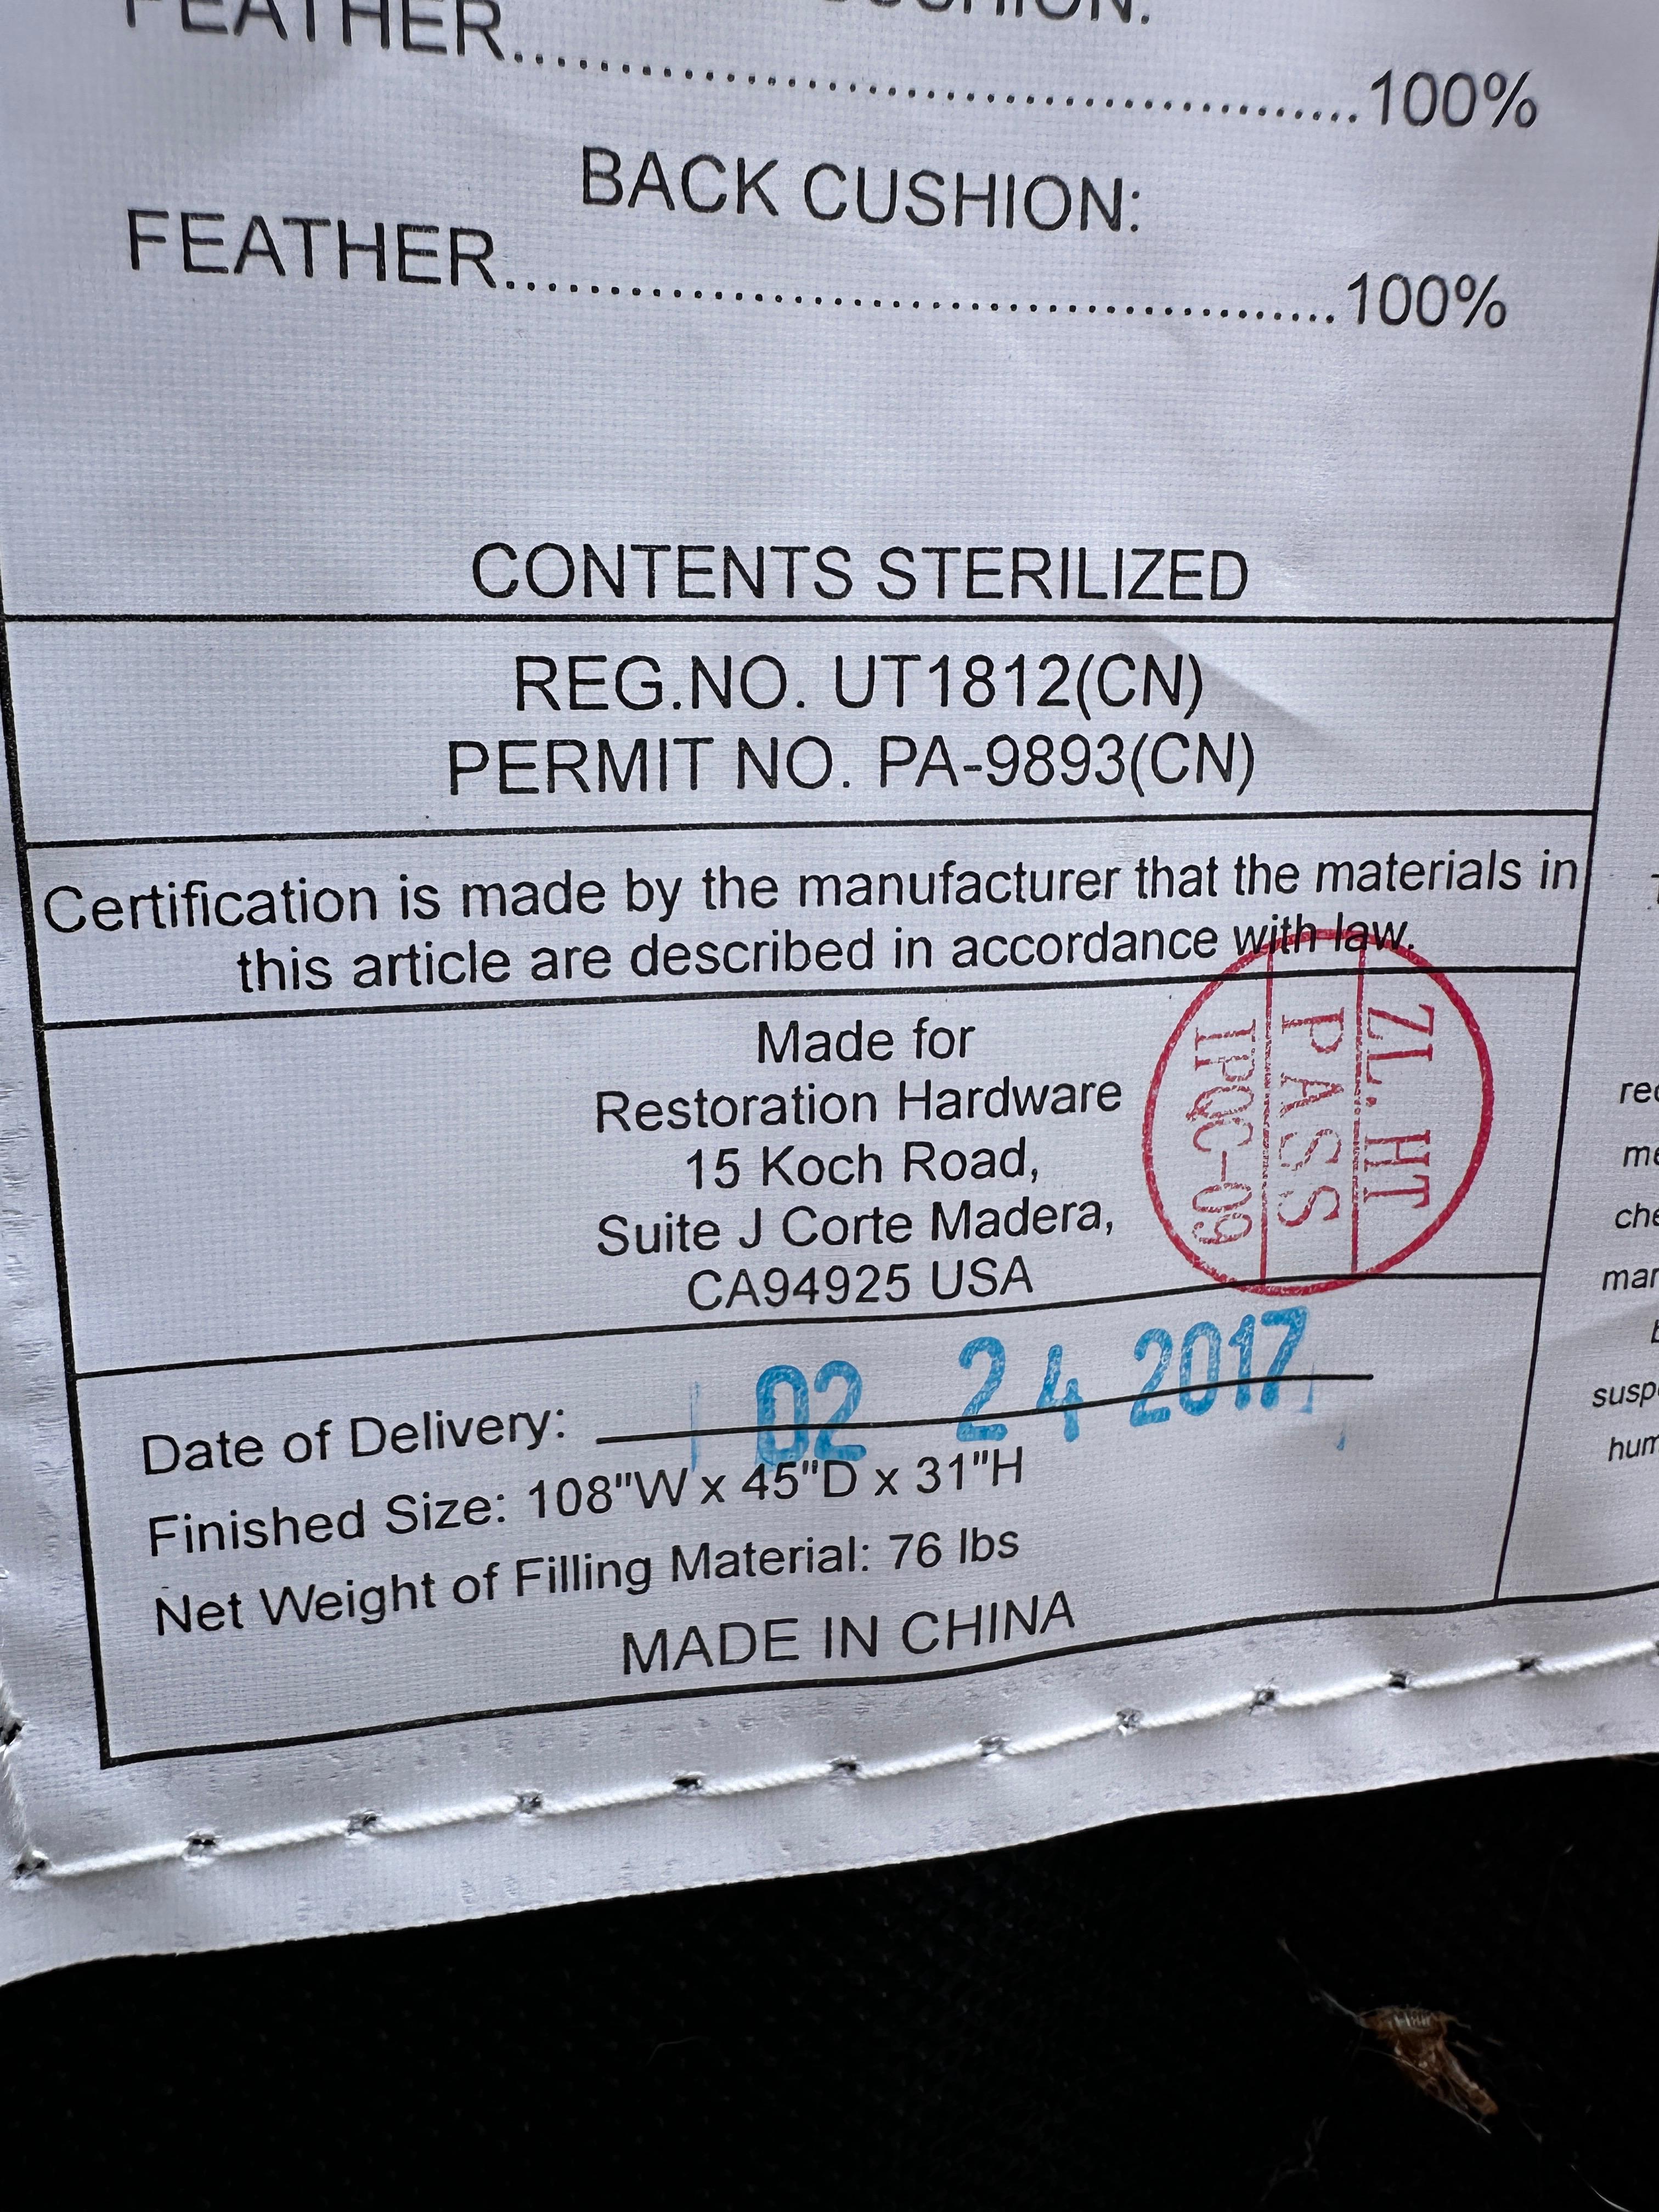 FEATHER..........100%
BACK CUSHION:
FEATHER..........100%
CONTENTS STERILIZED
REG.NO. UT1812(CN)
PERMIT NO. PA-9893(CN)
Certification is made by the manufacturer that the materials in
this article are described in accordance with law.
Made for
Restoration Hardware
15 Koch Road,
Suite J Corte Madera,
CA94925 USA
ZL. HT
PASS
IPQC-09
Date of Delivery: 02 24 2017
Finished Size: 108"W x 45"D x 31"H
Net Weight of Filling Material: 76 lbs
MADE IN CHINA